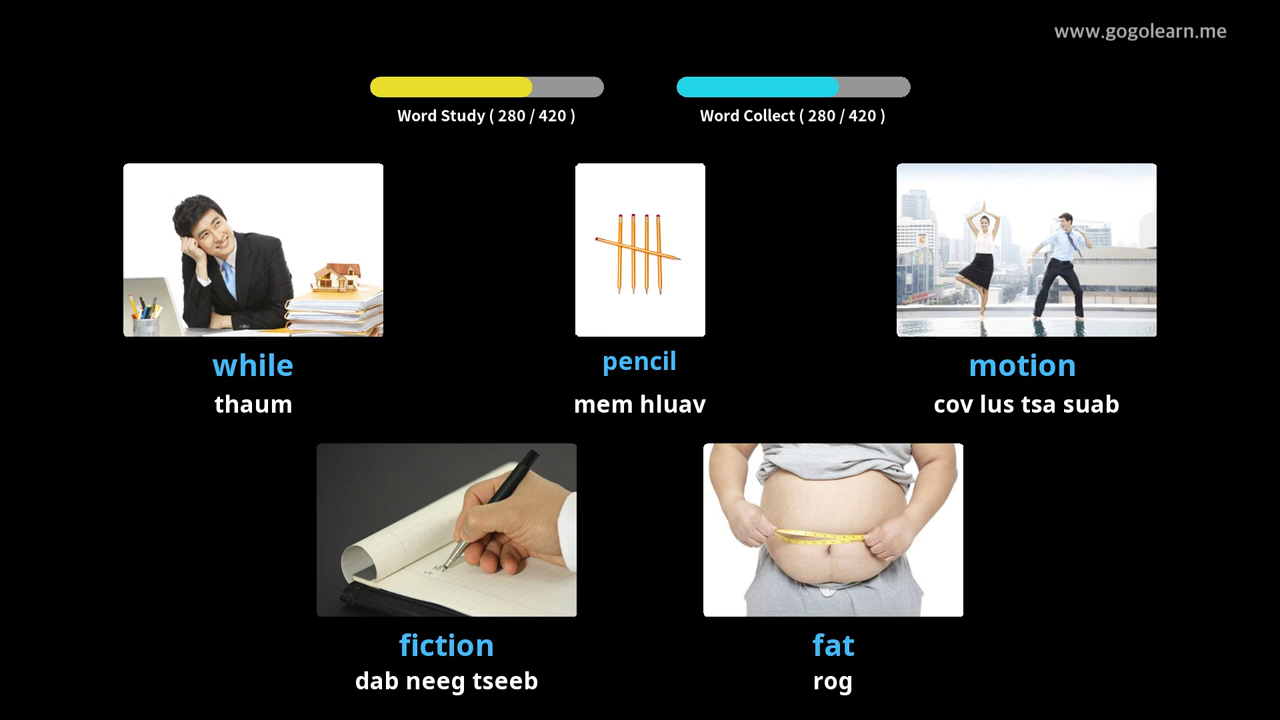 www.gogolearn.me
Word Study ( 280 / 420 )
Word Collect ( 280 / 420 )
while
thaum
pencil
mem hluav
motion
cov lus tsa suab
fiction
dab neeg tseeb
fat
rog